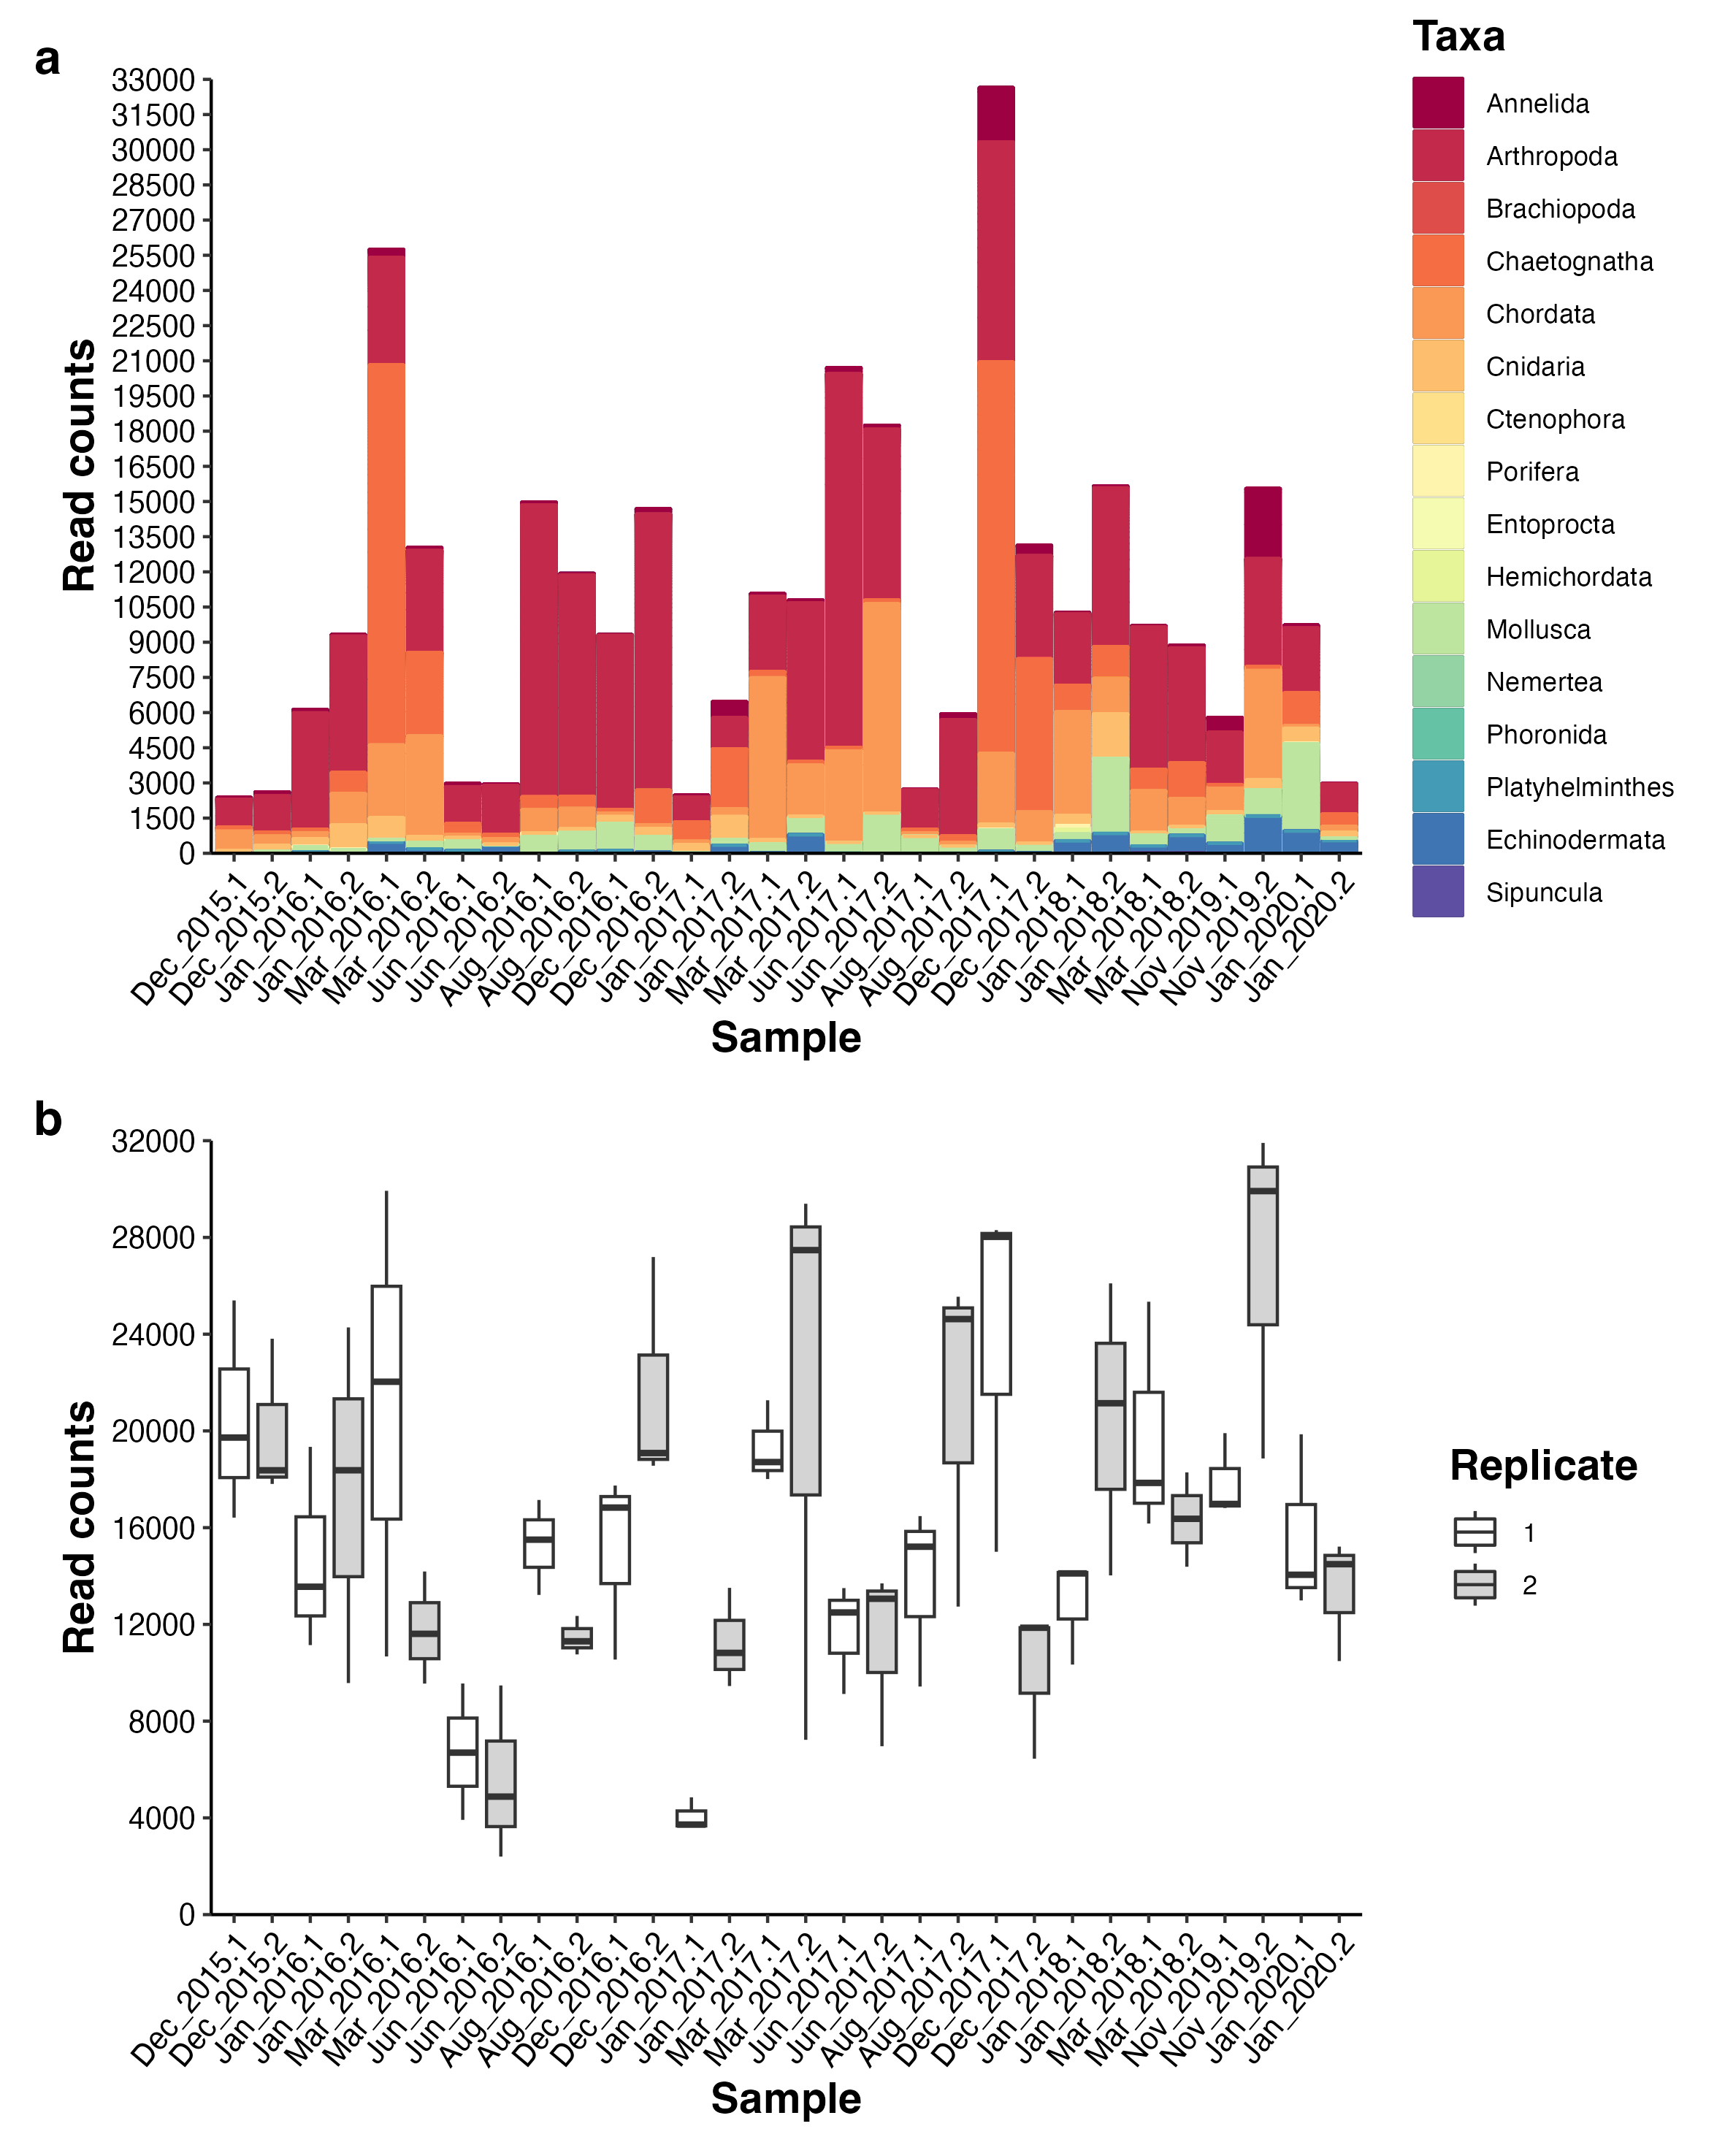 a
Read counts
33000
31500
30000
28500
27000
25500
24000
22500
21000
19500
18000
16500
15000
13500
12000
10500
9000
7500
6000
4500
3000
1500
0
Dec_2015.1
Dec_2015.2
Jan_2016.1
Jan_2016.2
Mar_2016.1
Mar_2016.2
Jun_2016.1
Jun_2016.2
Aug_2016.1
Aug_2016.2
Dec_2016.1
Dec_2016.2
Jan_2017.1
Jan_2017.2
Mar_2017.1
Mar_2017.2
Jun_2017.1
Jun_2017.2
Aug_2017.1
Aug_2017.2
Dec_2017.1
Dec_2017.2
Jan_2018.1
Jan_2018.2
Mar_2018.1
Mar_2018.2
Nov_2019.1
Nov_2019.2
Jan_2020.1
Jan_2020.2
Sample
Taxa
Annelida
Arthropoda
Brachiopoda
Chaetognatha
Chordata
Cnidaria
Ctenophora
Porifera
Entoprocta
Hemichordata
Mollusca
Nemertea
Phoronida
Platyhelminthes
Echinodermata
Sipuncula
b
Read counts
32000
28000
24000
20000
16000
12000
8000
4000
0
Dec_2015.1
Dec_2015.2
Jan_2016.1
Jan_2016.2
Mar_2016.1
Mar_2016.2
Jun_2016.1
Jun_2016.2
Aug_2016.1
Aug_2016.2
Dec_2016.1
Dec_2016.2
Jan_2017.1
Jan_2017.2
Mar_2017.1
Mar_2017.2
Jun_2017.1
Jun_2017.2
Aug_2017.1
Aug_2017.2
Dec_2017.1
Dec_2017.2
Jan_2018.1
Jan_2018.2
Mar_2018.1
Mar_2018.2
Nov_2019.1
Nov_2019.2
Jan_2020.1
Jan_2020.2
Sample
Replicate
1
2